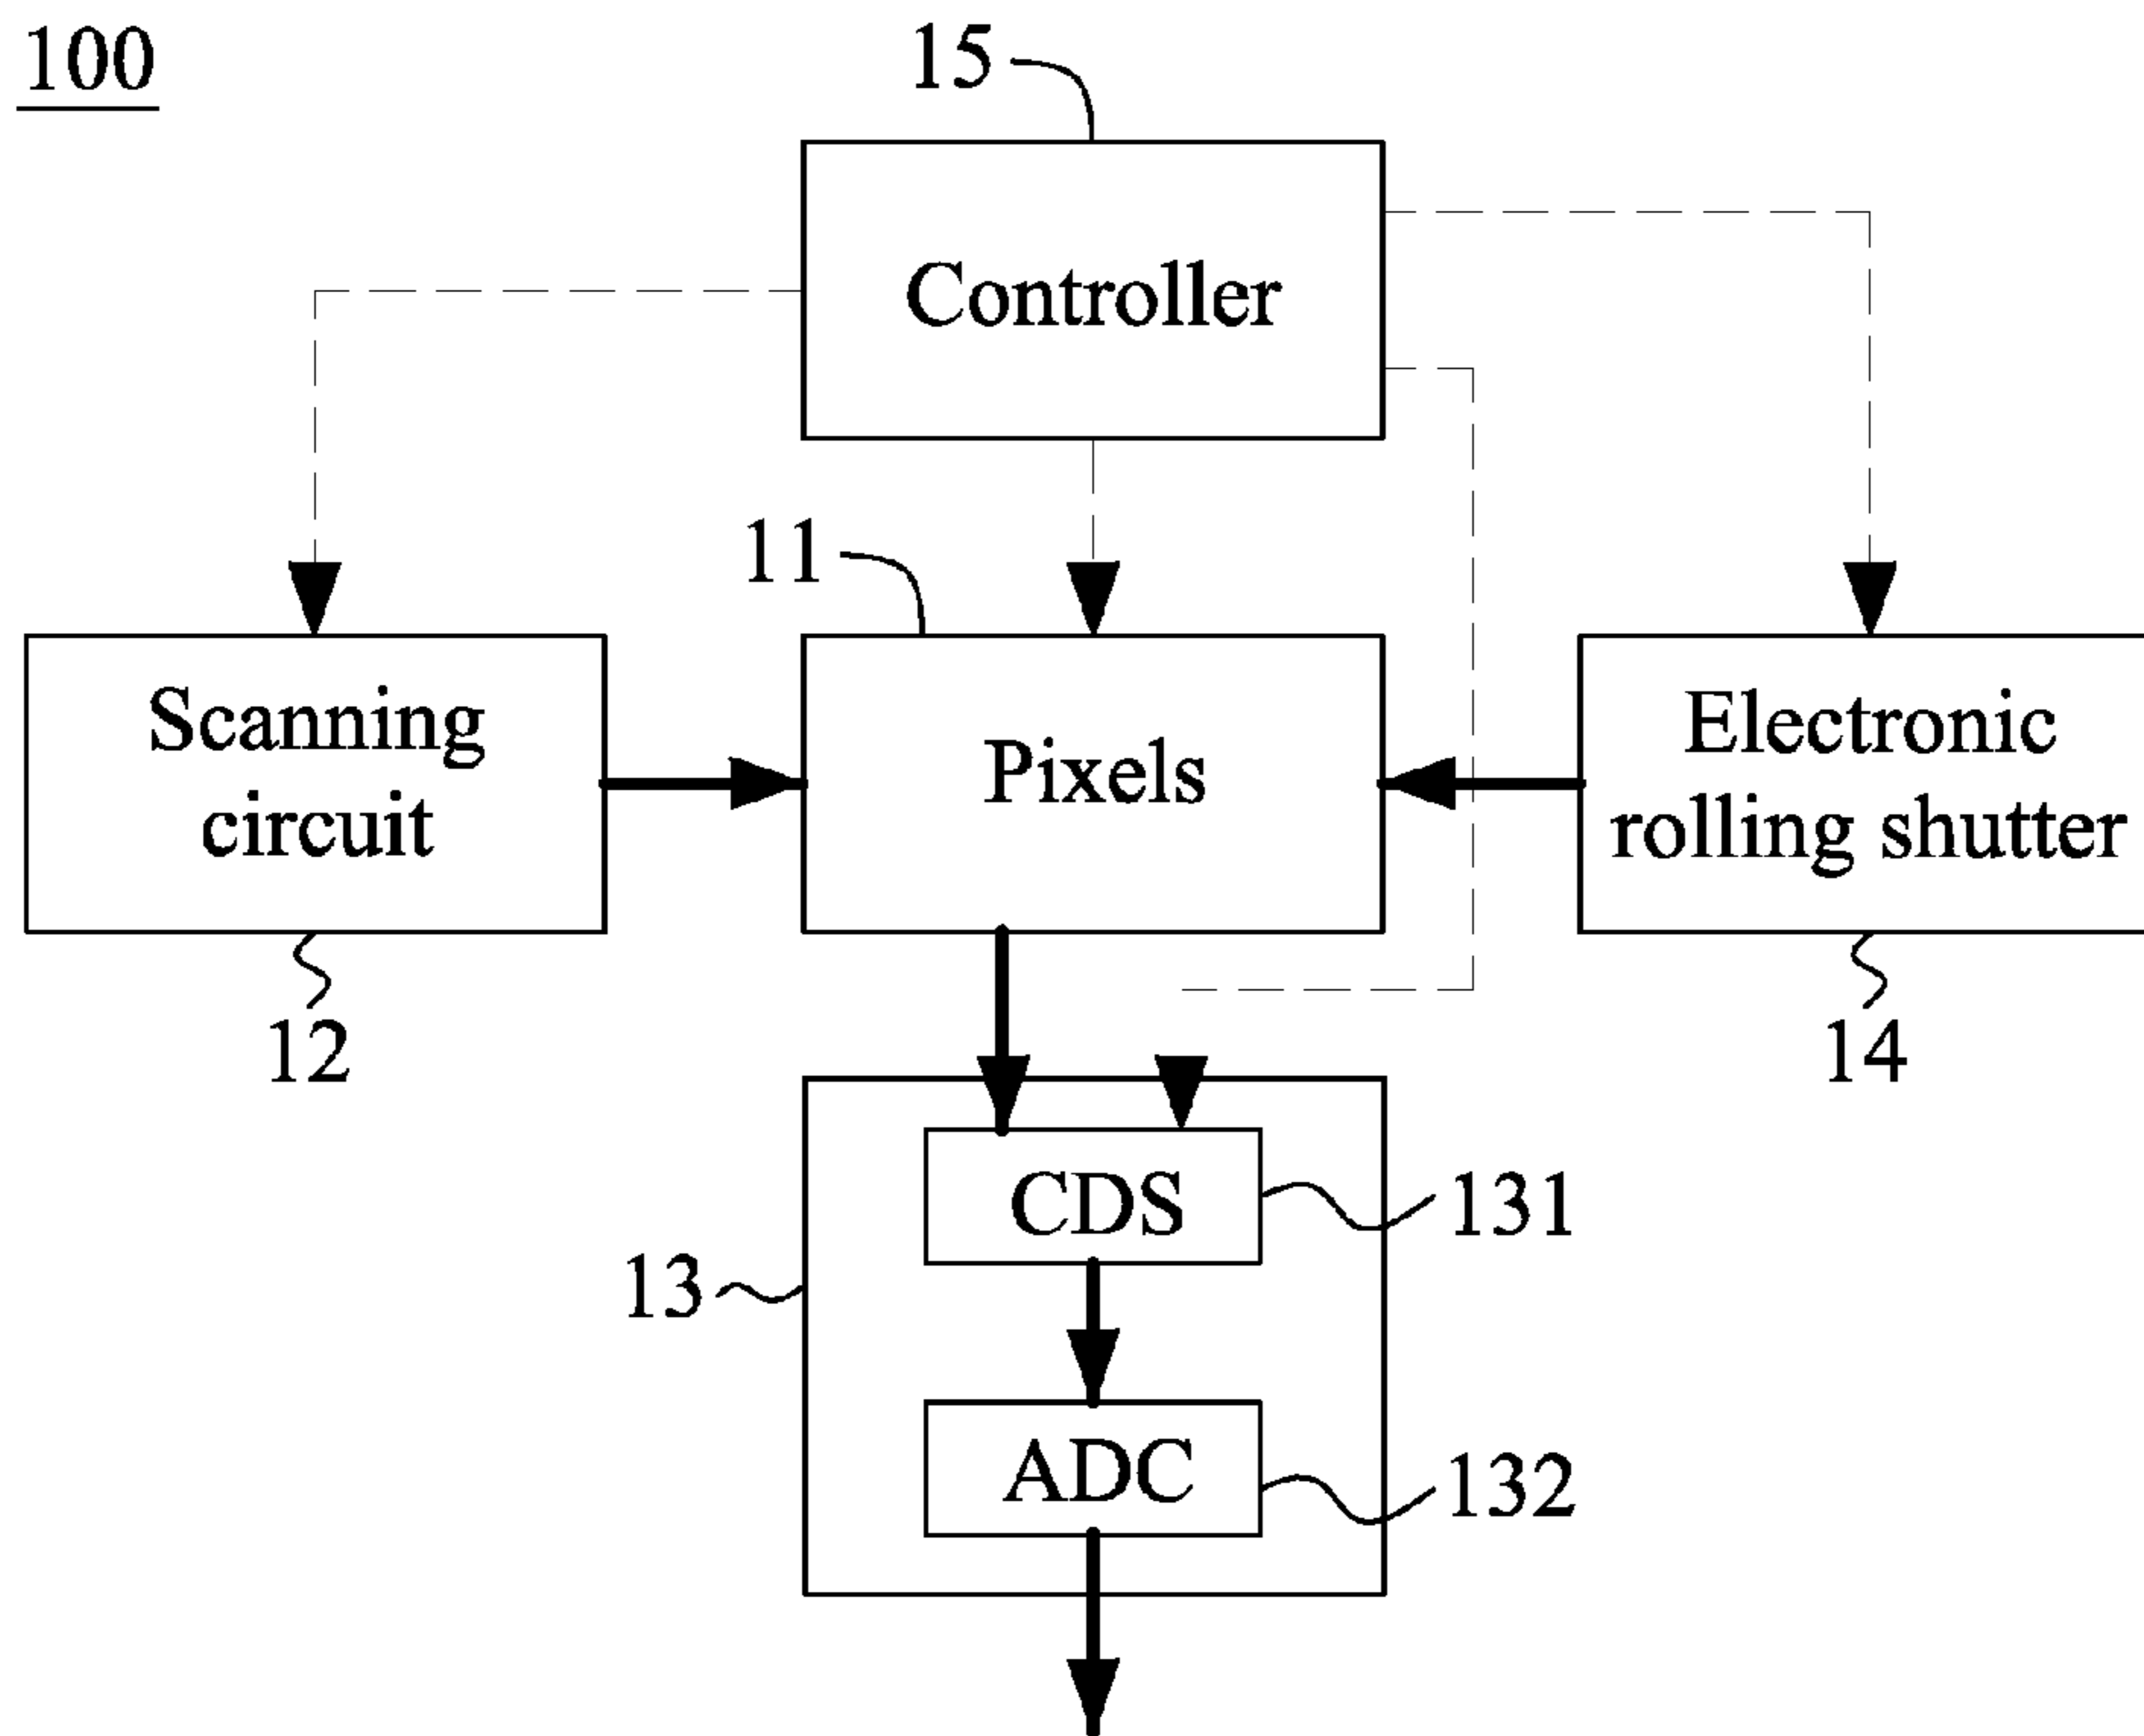 100
15
Controller
11
Scanning
circuit
Pixels
Electronic
rolling shutter
12
14
CDS
131
13
ADC
132